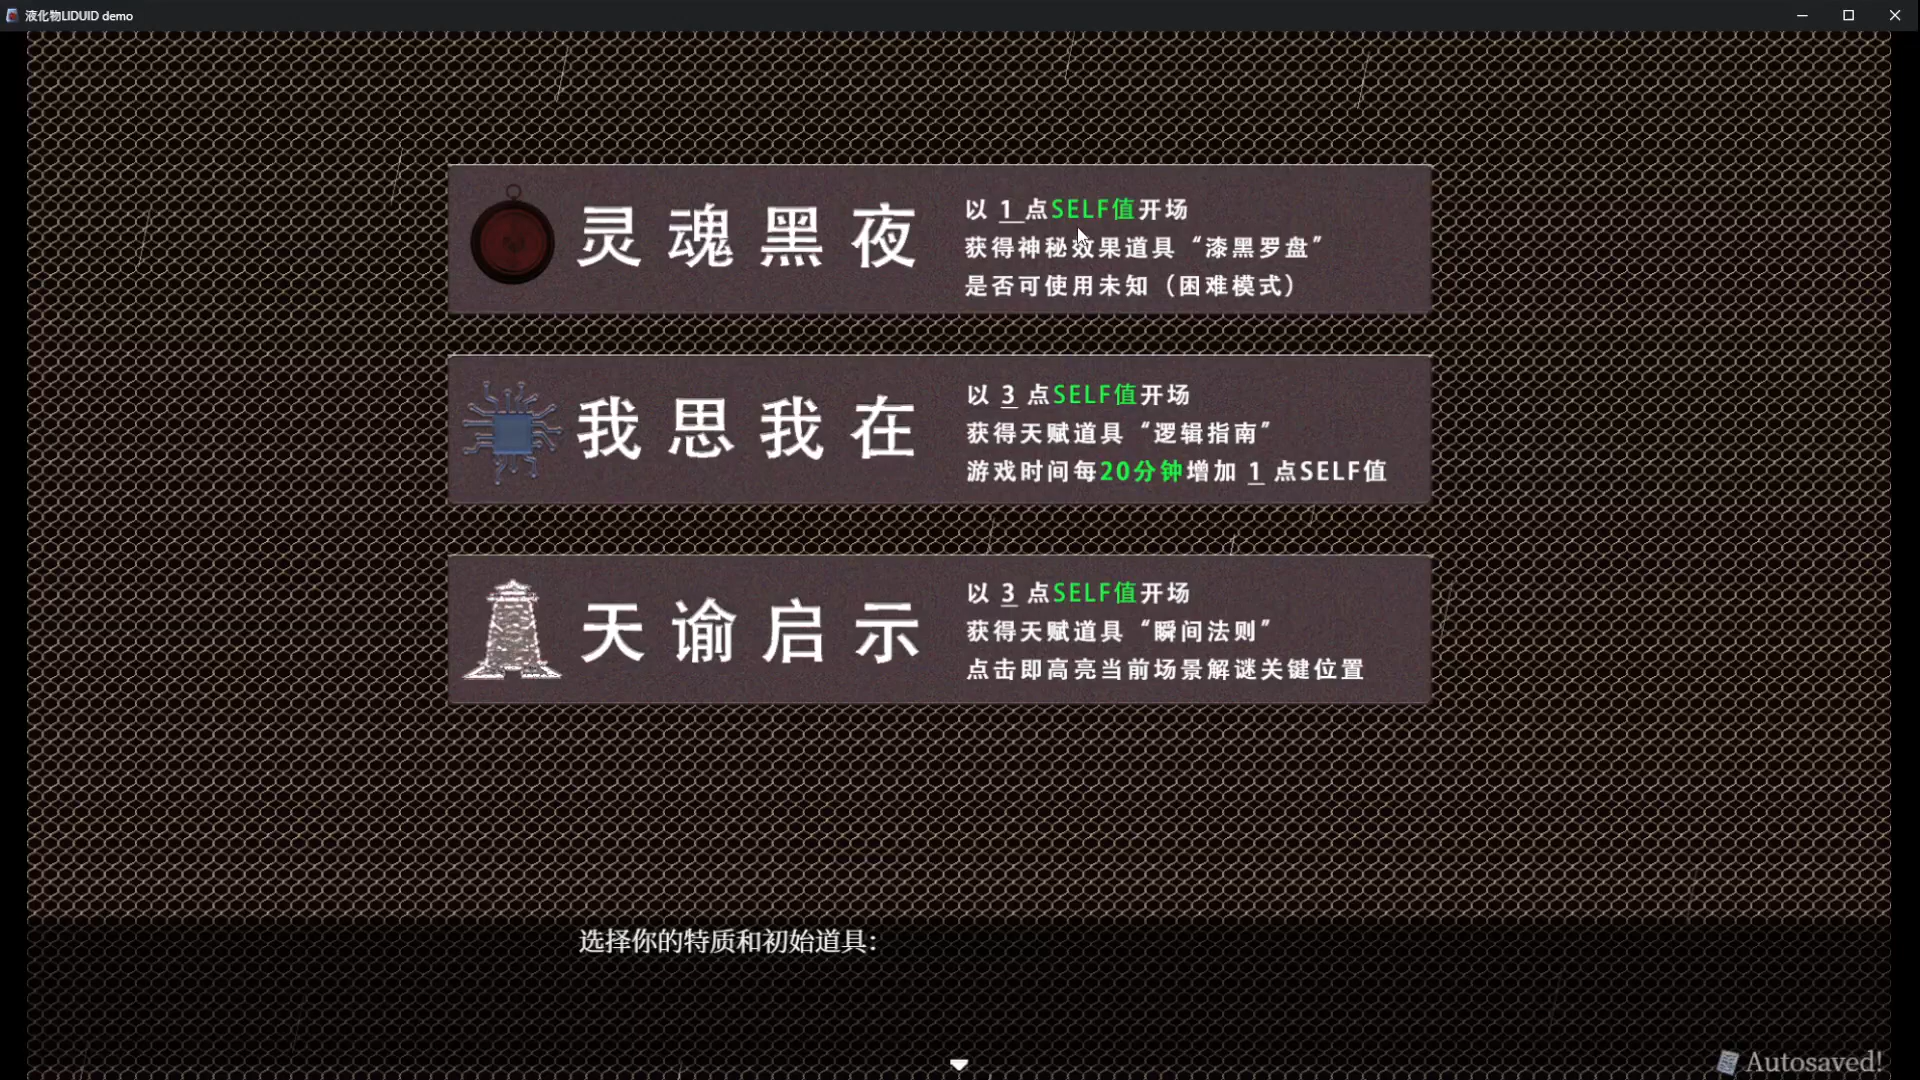 液化物LIDUID demo
灵魂黑夜
以 1 点SELF值开场
获得神秘效果道具“漆黑罗盘”
是否可使用未知（困难模式）
我思我在
以 3 点SELF值开场
获得天赋道具“逻辑指南”
游戏时间每20分钟增加 1 点SELF值
天谕启示
以 3 点SELF值开场
获得天赋道具“瞬间法则”
点击即高亮当前场景解谜关键位置
选择你的特质和初始道具：
Autosaved!